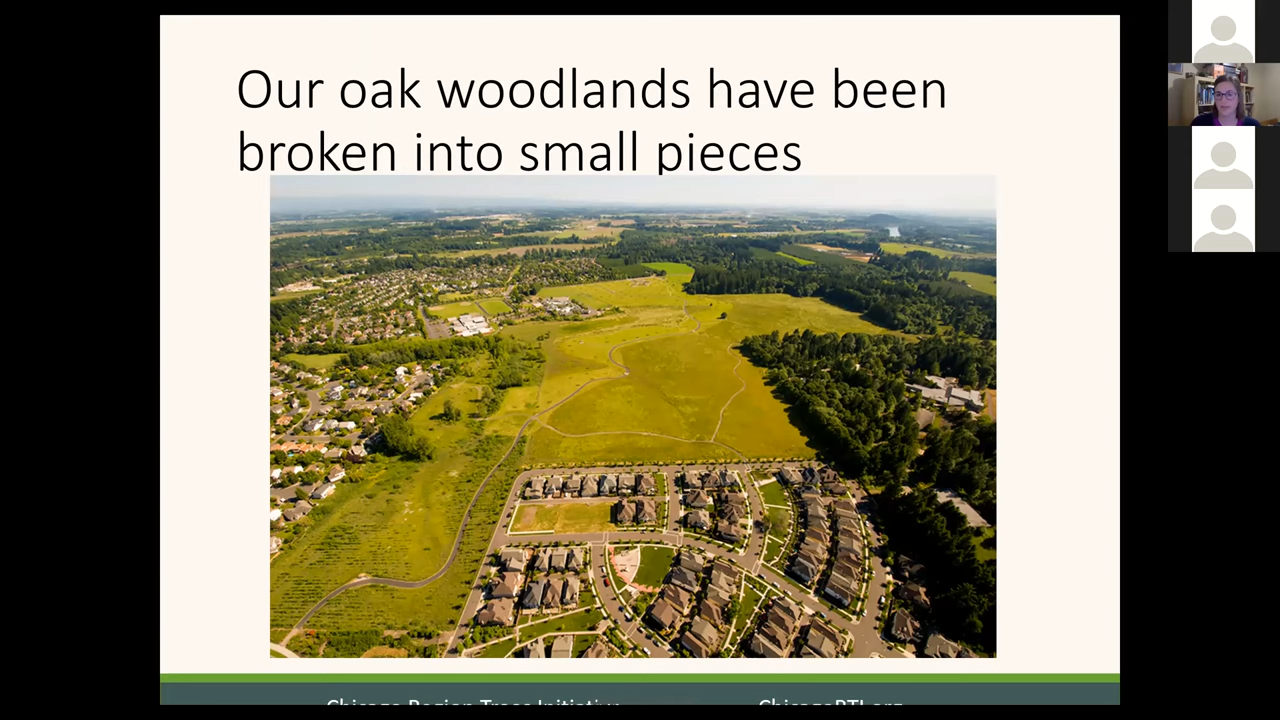 Our oak woodlands have been
broken into small pieces
Chicago Region Trees Initiative
ChicagoRTI.org